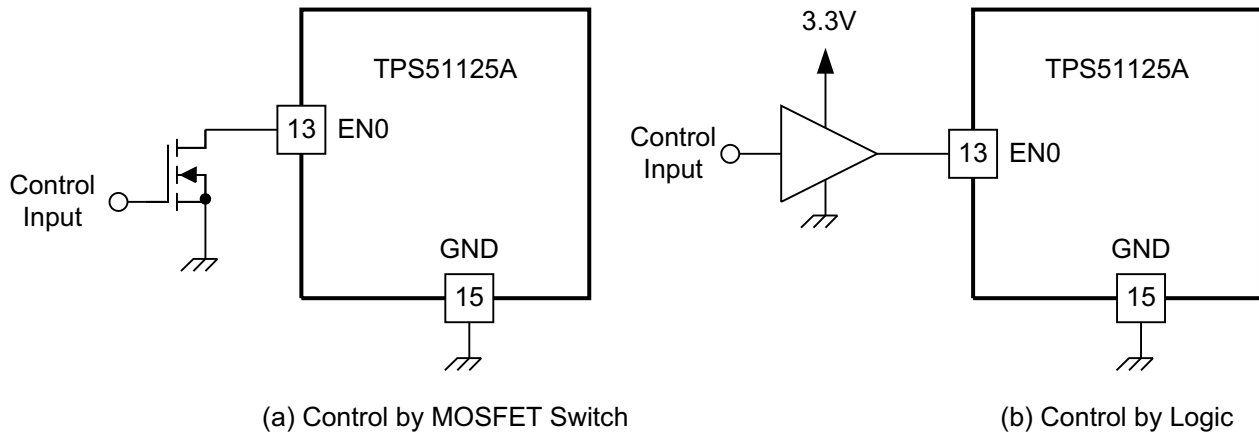 TPS51125A
13
EN0
Control
Input
GND
15
(a) Control by MOSFET Switch
3.3V
TPS51125A
Control
Input
13
EN0
GND
15
(b) Control by Logic